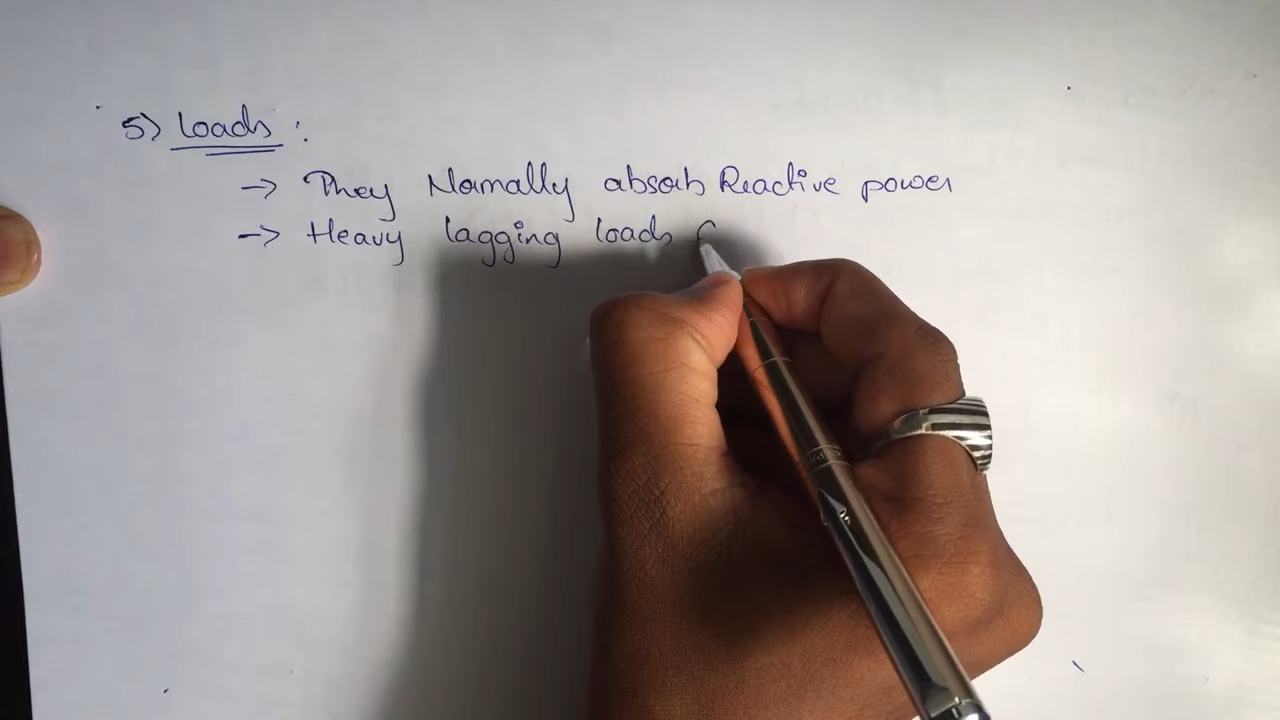 5) Loads :
→ They Normally absorb Reactive power
→ Heavy lagging loads